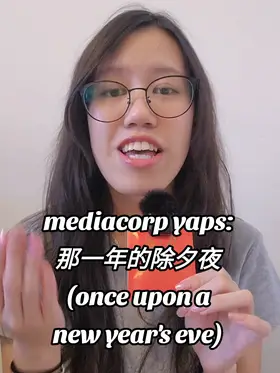 mediacorp yaps:
那一年的除夕夜
(once upon a
new year's eve)